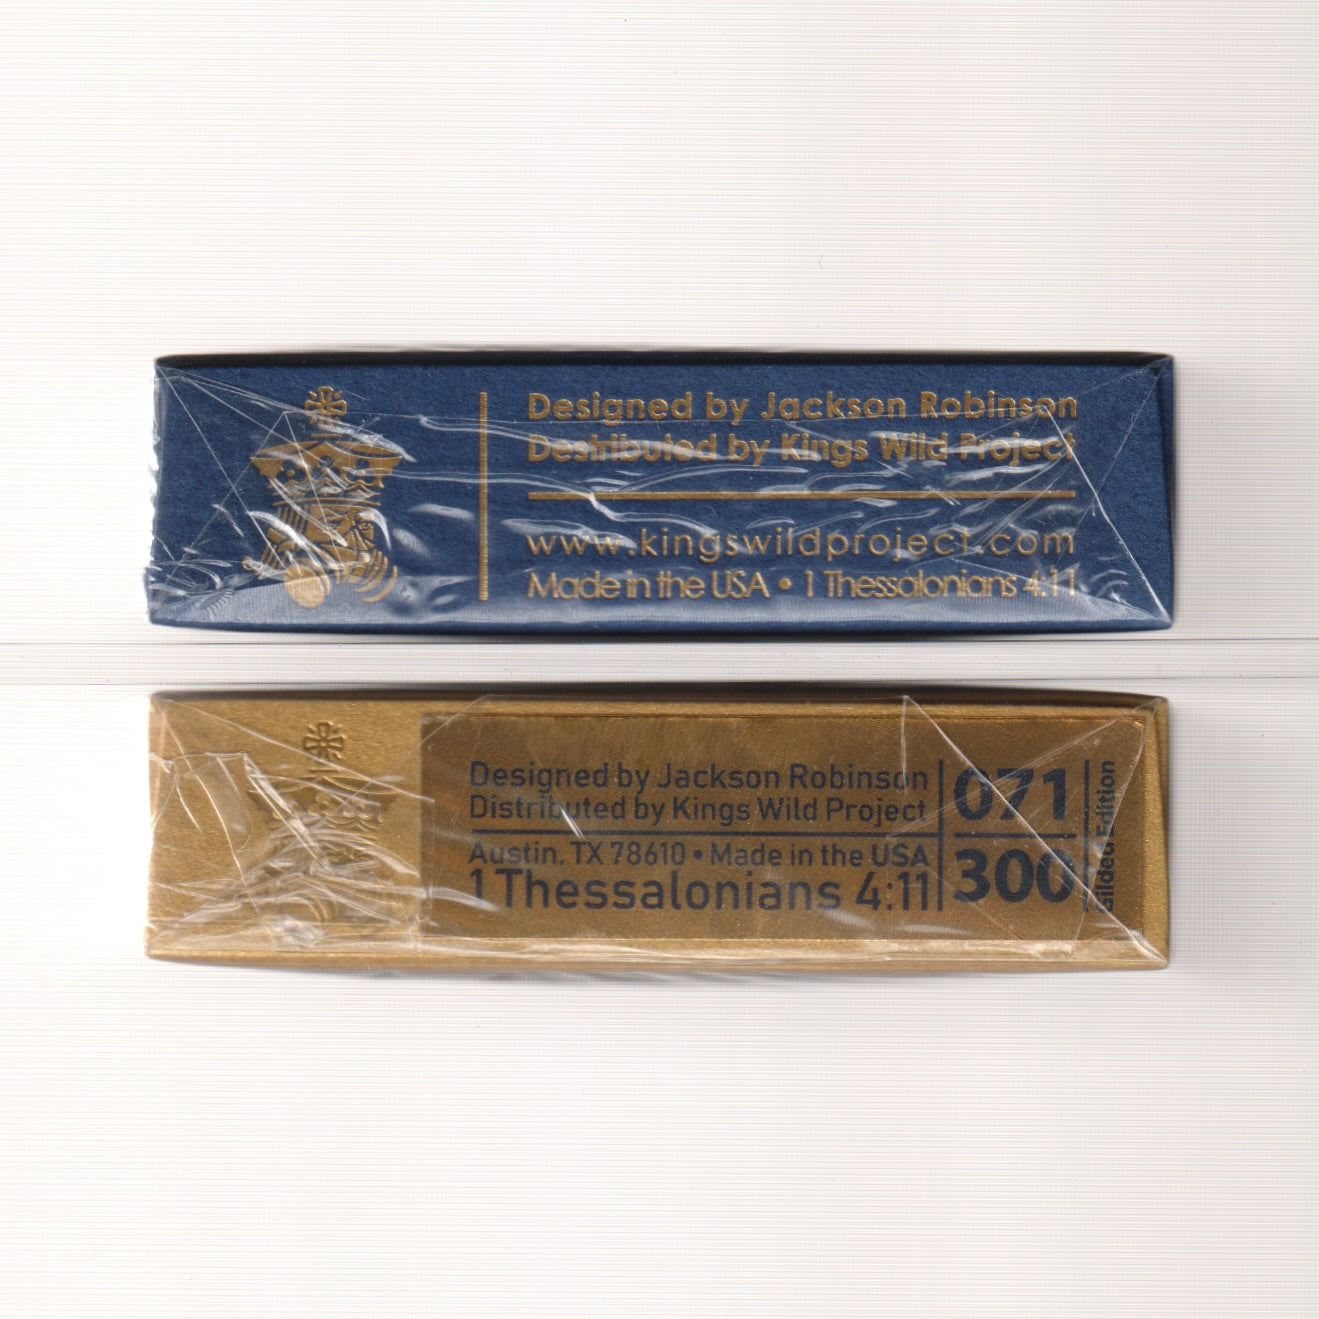 Designed by Jackson Robinson
Destributed by Kings Wild Project
www.kingswildproject.com
Made in the USA • 1 Thessalonians 4:11
Designed by Jackson Robinson
Distributed by Kings Wild Project
Austin, TX 78610 • Made in the USA
1 Thessalonians 4:11
071
300
Gilded Edition